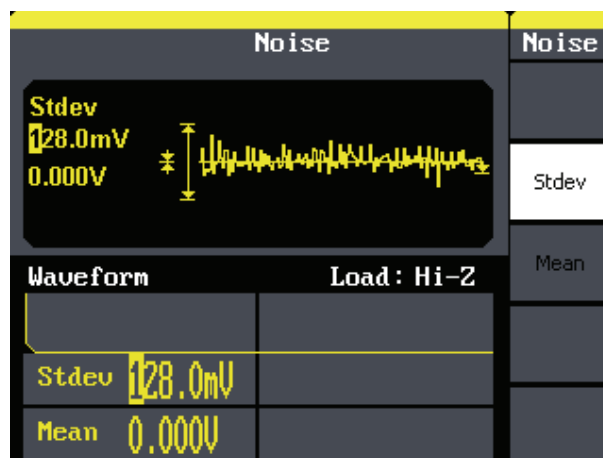 Noise
Noise
Stdev
128.0mV
0.000V
Stdev
Mean
Waveform Load: Hi-Z
Stdev 128.0mV
Mean 0.000V